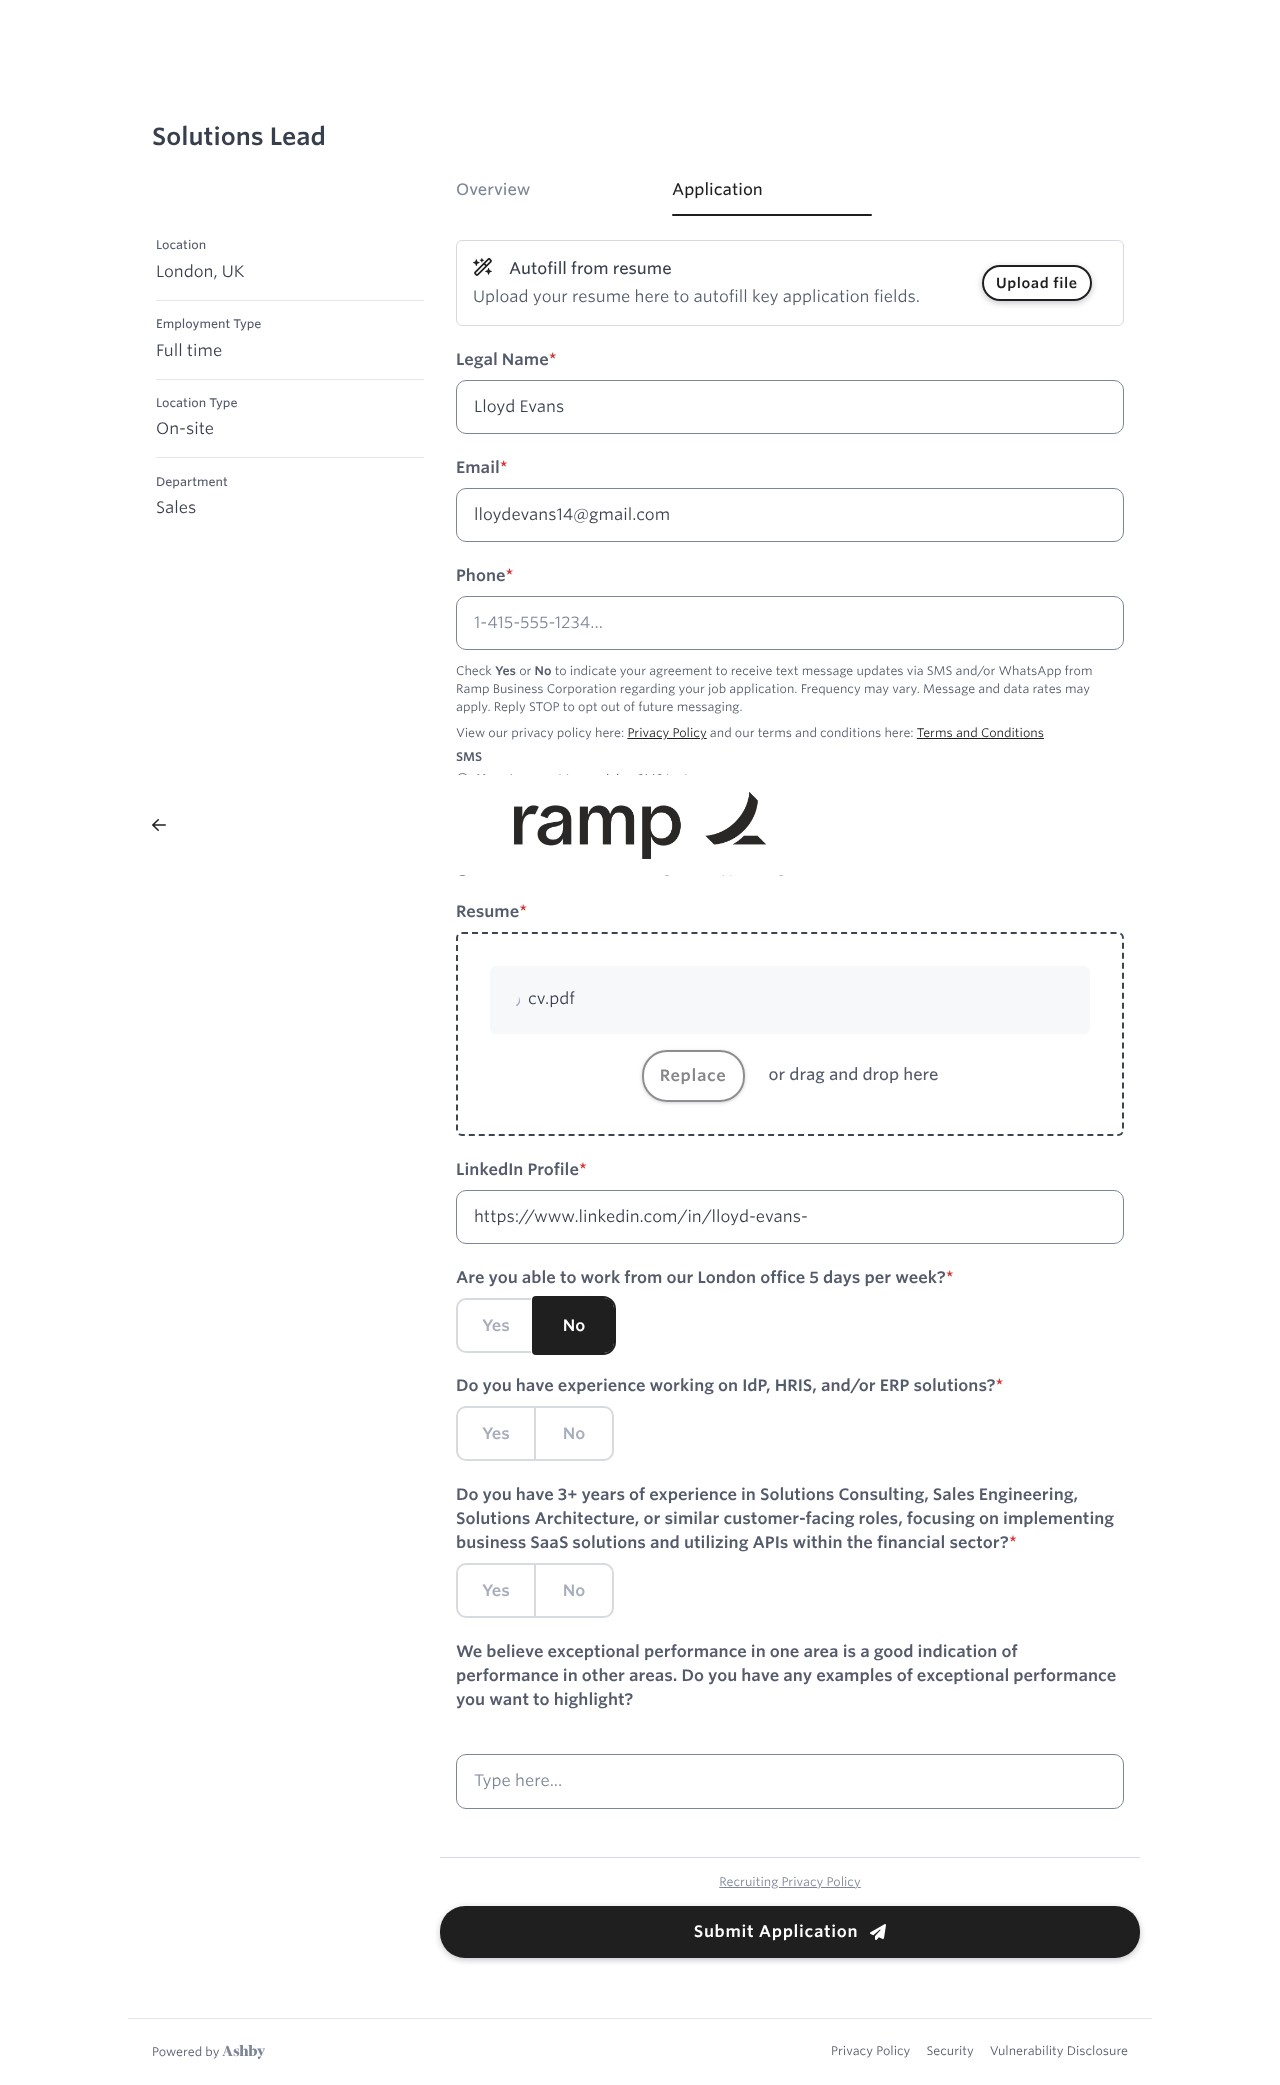 Solutions Lead
Overview
Application
Location
London, UK
Employment Type
Full time
Location Type
On-site
Department
Sales
Autofill from resume
Upload your resume here to autofill key application fields.
Upload file
Legal Name*
Lloyd Evans
Email*
lloydevans14@gmail.com
Phone*
1-415-555-1234...
Check Yes or No to indicate your agreement to receive text message updates via SMS and/or WhatsApp from
Ramp Business Corporation regarding your job application. Frequency may vary. Message and data rates may
apply. Reply STOP to opt out of future messaging.
View our privacy policy here: Privacy Policy and our terms and conditions here: Terms and Conditions
SMS
ramp
Resume*
cv.pdf
Replace
or drag and drop here
LinkedIn Profile*
https://www.linkedin.com/in/lloyd-evans-
Are you able to work from our London office 5 days per week?*
Yes
No
Do you have experience working on IdP, HRIS, and/or ERP solutions?*
Yes
No
Do you have 3+ years of experience in Solutions Consulting, Sales Engineering,
Solutions Architecture, or similar customer-facing roles, focusing on implementing
business SaaS solutions and utilizing APIs within the financial sector?*
Yes
No
We believe exceptional performance in one area is a good indication of
performance in other areas. Do you have any examples of exceptional performance
you want to highlight?
Type here...
Recruiting Privacy Policy
Submit Application
Powered by Ashby
Privacy Policy
Security
Vulnerability Disclosure